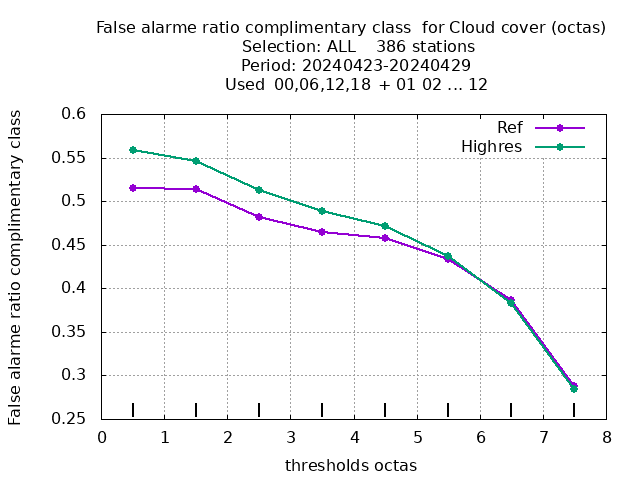 False alarme ratio complimentary class  for Cloud cover (octas)
Selection: ALL    386 stations
Period: 20240423-20240429
Used  00,06,12,18 + 01 02 ... 12
False alarme ratio complimentary class
0.6
0.55
0.5
0.45
0.4
0.35
0.3
0.25
Ref
Highres
0 1 2 3 4 5 6 7 8
thresholds octas